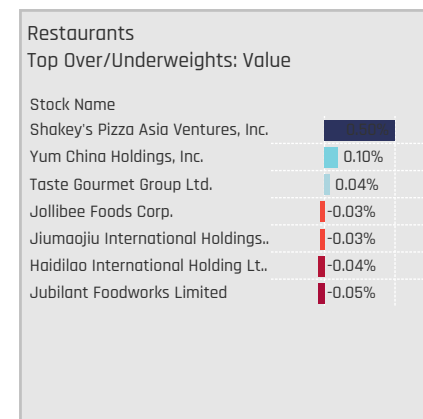 Restaurants
Top Over/Underweights: Value
Stock Name
Shakey's Pizza Asia Ventures, Inc.
Yum China Holdings, Inc. 0.10%
Taste Gourmet Group Ltd. 0.04%
Jollibee Foods Corp. -0.03%
Jiumaojiu International Holdings.. -0.03%
Haidilao International Holding Lt.. -0.04%
Jubilant Foodworks Limited -0.05%